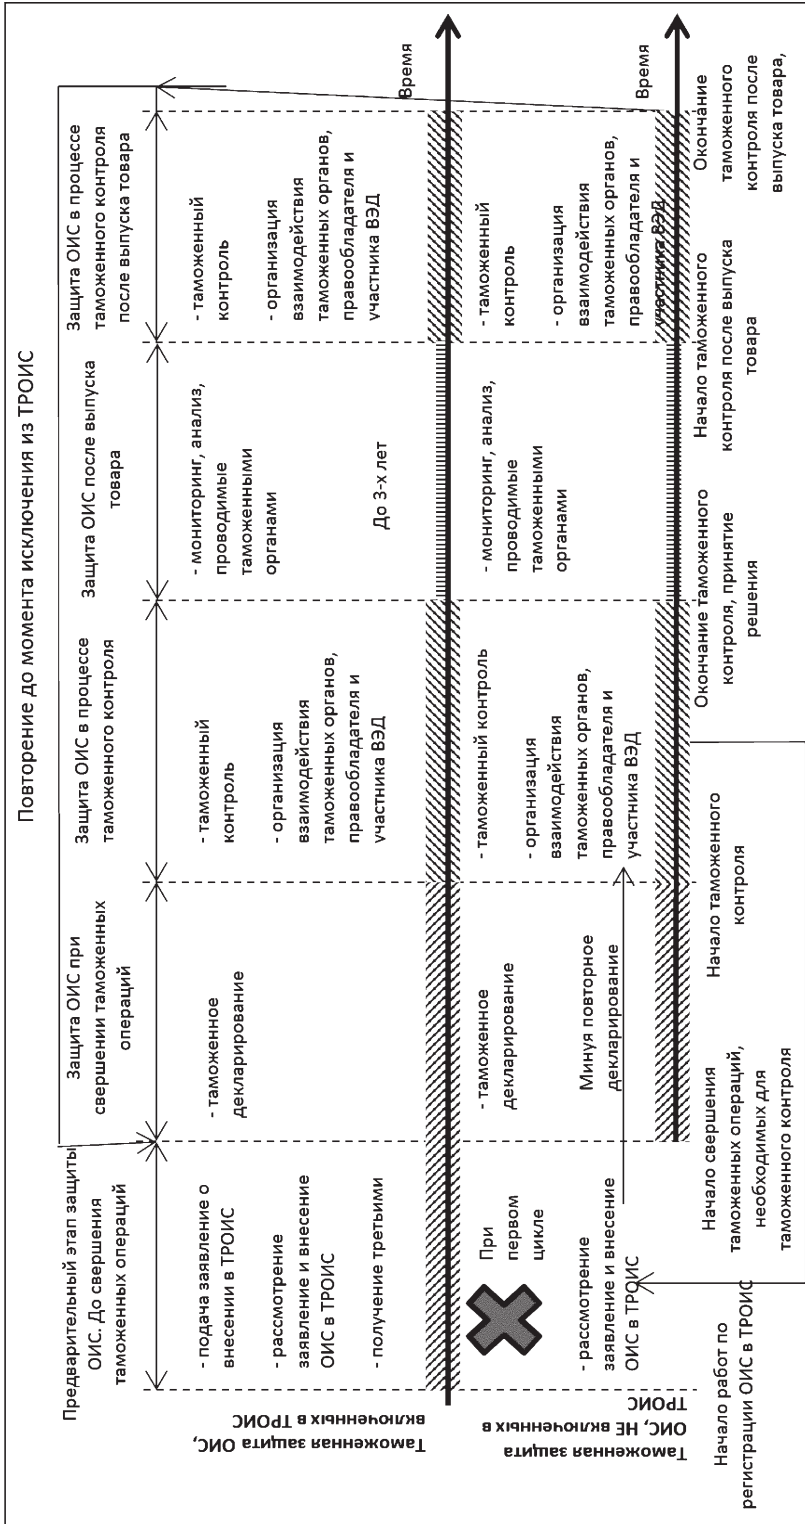 Повторение до момента исключения из ТРОИС
Предварительный этап защиты
ОИС. До свершения
таможенных операций
Защита ОИС при
свершении таможенных
операций
Защита ОИС в процессе
таможенного контроля
Защита ОИС после выпуска
товара
Защита ОИС в процессе
таможенного контроля
после выпуска товара
Таможенная защита ОИС,
включенных в ТРОИС
- подача заявление о
внесении в ТРОИС
- рассмотрение
заявление и внесение
ОИС в ТРОИС
- получение третьими
- таможенное
декларирование
- таможенный
контроль
- организация
взаимодействия
таможенных органов,
правообладателя и
участника ВЭД
- мониторинг, анализ,
проводимые
таможенными
органами
До 3-х лет
- таможенный
контроль
- организация
взаимодействия
таможенных органов,
правообладателя и
участника ВЭД
Время
Таможенная защита
ОИС, НЕ включенных в
ТРОИС
При
первом
цикле
- рассмотрение
заявление и внесение
ОИС в ТРОИС
- таможенное
декларирование
Минуя повторное
декларирование
- таможенный контроль
- организация
взаимодействия
таможенных органов,
правообладателя и
участника ВЭД
- мониторинг, анализ,
проводимые
таможенными
органами
- таможенный
контроль
- организация
взаимодействия
таможенных органов,
правообладателя и
участника ВЭД
Время
Начало работ по
регистрации ОИС в ТРОИС
Начало свершения
таможенных операций,
необходимых для
таможенного контроля
Начало таможенного
контроля
Окончание таможенного
контроля, принятие
решения
Начало таможенного
контроля после выпуска
товара
Окончание
таможенного
контроля после
выпуска товара,